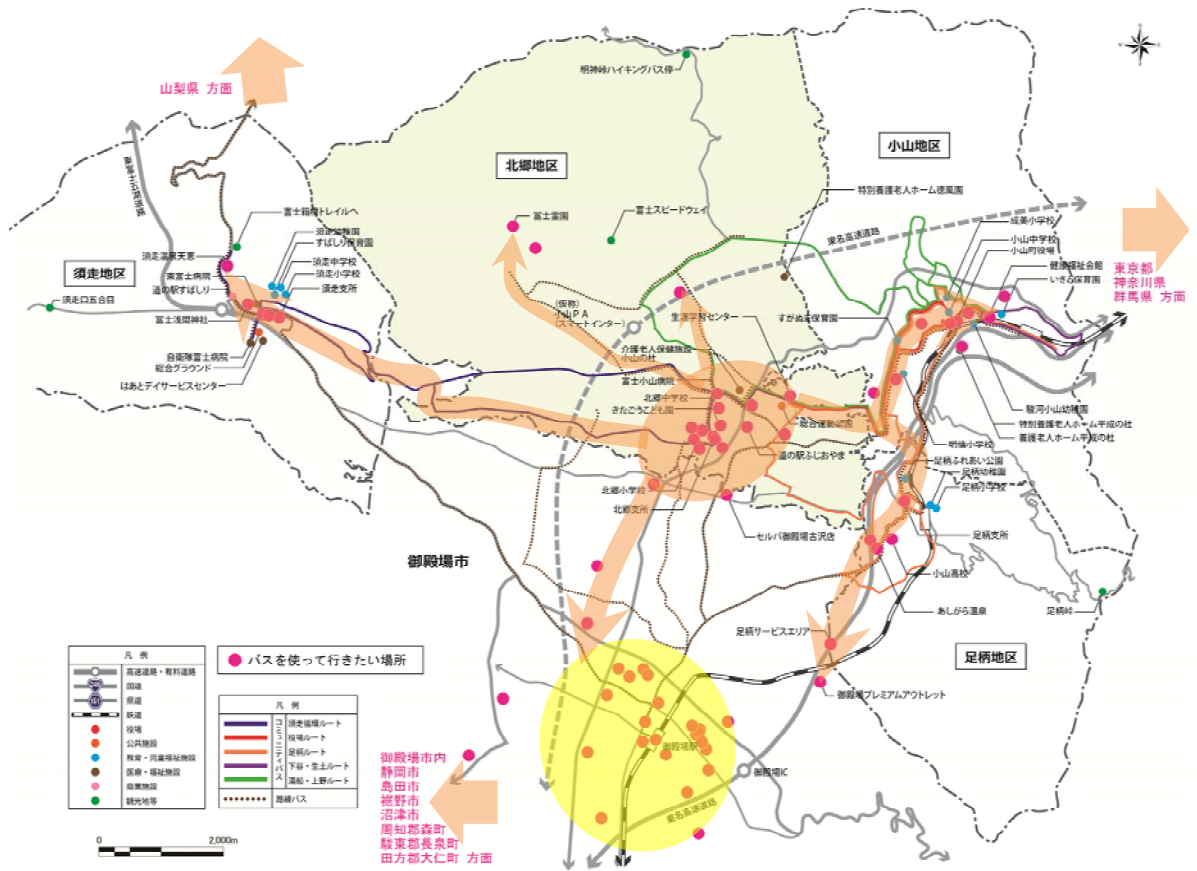 明神峠ハイキングバス停
山梨県 方面
小山地区
北郷地区
特別養護老人ホーム徳風園
富士霊園
富士スピードウェイ
東名高速道路
成美小学校
小山中学校
小山町役場
健康福祉会館
いきど保育園
東京都
神奈川県
群馬県 方面
富士箱根トレイルへ
須走幼稚園
すばしり保育園
須走中学校
須走小学校
須走支所
須走温泉天恵
須走地区
東富士病院
道の駅すばしり
須走口五合目
富士浅間神社
自衛隊富士病院
総合グラウンド
はあとデイサービスセンター
(仮称)
小山PA
(スマートインター)
生涯学習センター
すがぬま保育園
介護老人保健施設
小山の杜
富士小山病院
北郷中学校
きたごうこども園
総合運動公園
道の駅ふじおやま
駿河小山幼稚園
特別養護老人ホーム平成の杜
養護老人ホーム平成の杜
明倫小学校
足柄ふれあい公園
足柄幼稚園
足柄小学校
北郷小学校
北郷支所
セルバ御殿場古沢店
足柄支所
小山高校
あしがら温泉
足柄峠
御殿場市
足柄サービスエリア
足柄地区
御殿場プレミアムアウトレット
御殿場駅
御殿場IC
東名高速道路
バスを使って行きたい場所
凡 例
高速道路・有料道路
国道
県道
鉄道
役場
公共施設
教育・児童福祉施設
医療・福祉施設
商業施設
観光地等
0 2,000m
凡 例
コミュニティバス
須走循環ルート
役場ルート
足柄ルート
下谷・生土ルート
湯船・上野ルート
路線バス
御殿場市内
静岡市
島田市
裾野市
沼津市
周知郡森町
駿東郡長泉町
田方郡大仁町 方面